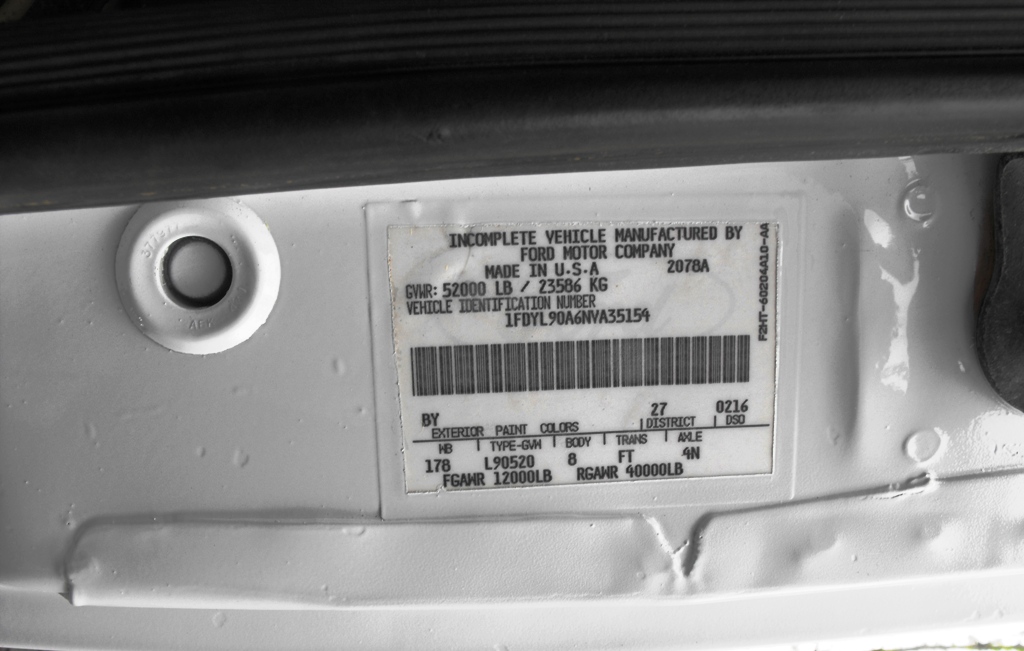 INCOMPLETE VEHICLE MANUFACTURED BY
FORD MOTOR COMPANY
MADE IN U.S.A 2078A
GVWR: 52000 LB / 23586 KG
VEHICLE IDENTIFICATION NUMBER
1FDYL90A6NVA35154
F2HT-60204A10-AA
BY 27 0216
EXTERIOR PAINT COLORS DISTRICT DSO
WB TYPE-GVW BODY TRANS AXLE
178 L90520 8 FT 4N
FGAWR 12000LB RGAWR 40000LB